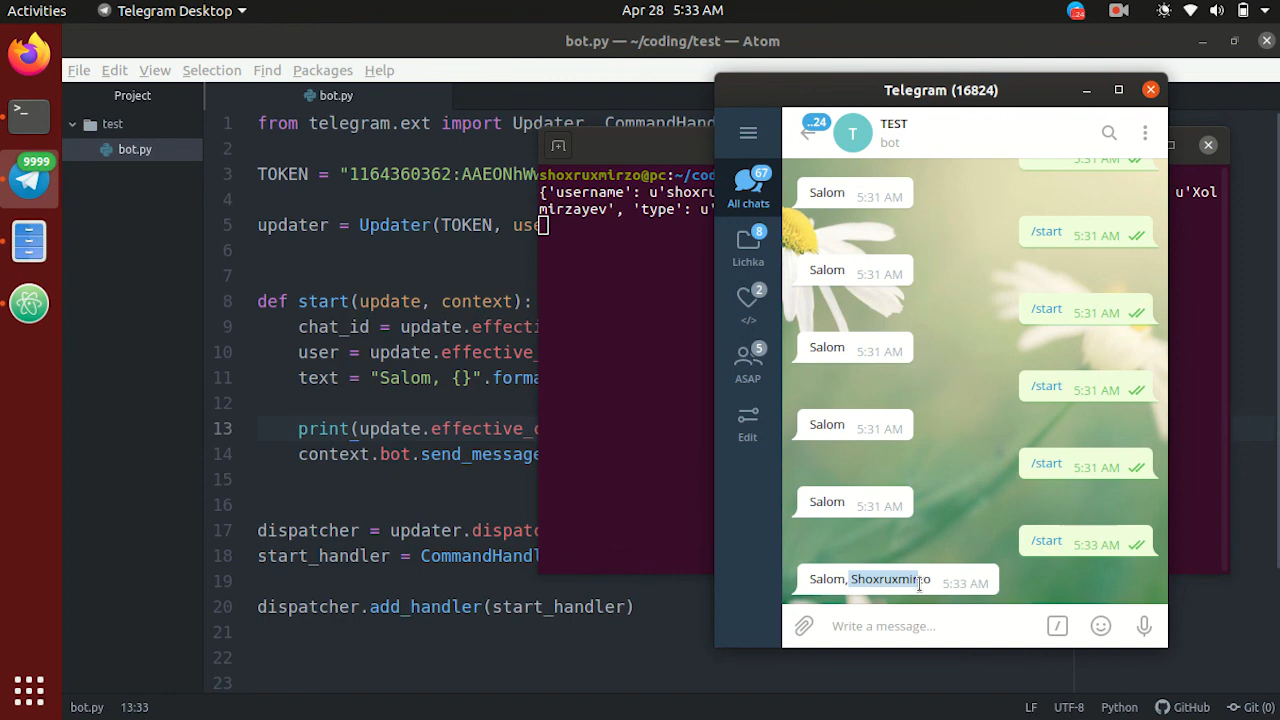 Activities
Telegram Desktop
Apr 28 5:33 AM
24
bot.py — ~/coding/test — Atom
File Edit View Selection Find Packages Help
Project
bot.py
test
bot.py
9999
1 from telegram.ext import Updater, CommandHand
2
3 TOKEN = "1164360362:AAEONhW
4
5 updater = Updater(TOKEN, use
6
7
8 def start(update, context):
9 chat_id = update.effecti
10 user = update.effective_
11 text = "Salom, {}".forma
12
13 print(update.effective_
14 context.bot.send_message
15
16
17 dispatcher = updater.dispatc
18 start_handler = CommandHandl
19
20 dispatcher.add_handler(start_handler)
21
22
23
shoxruxmirzo@pc:~/cod
{'username': u'shoxru
u'Xol
mirzayev', 'type': u'
Telegram (16824)
..24
T
TEST
bot
67
All chats
8
Lichka
2
</>
5
ASAP
Edit
5:31 AM
Salom 5:31 AM
/start 5:31 AM
Salom 5:31 AM
/start 5:31 AM
Salom 5:31 AM
/start 5:31 AM
Salom 5:31 AM
/start 5:31 AM
Salom 5:31 AM
/start 5:33 AM
Salom, Shoxruxmirzo 5:33 AM
Write a message...
bot.py 13:33
LF UTF-8 Python GitHub Git (0)